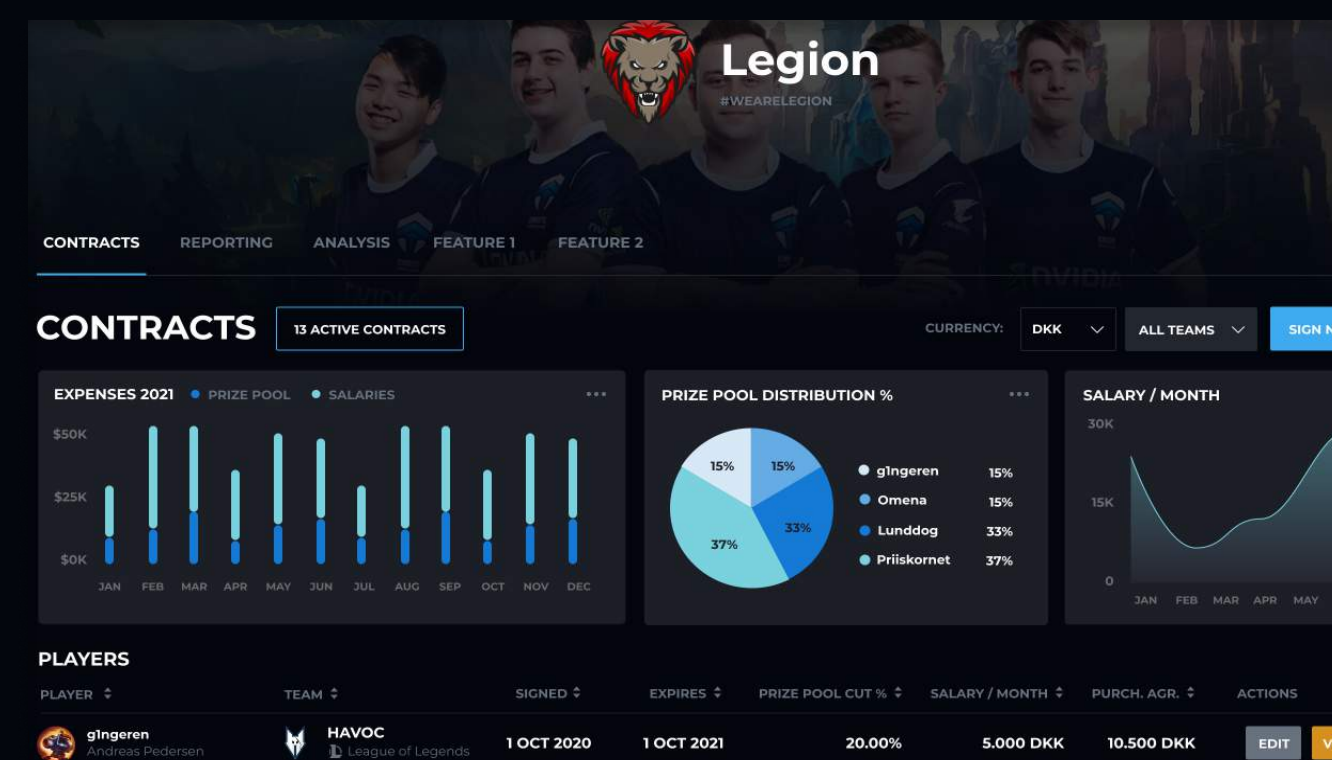 Legion
#WEARELEGION
CONTRACTS REPORTING ANALYSIS FEATURE 1 FEATURE 2
NVIDIA
CONTRACTS 13 ACTIVE CONTRACTS CURRENCY: DKK ALL TEAMS SIGN N
EXPENSES 2021 PRIZE POOL SALARIES
$50K
$25K
$0K
JAN FEB MAR APR MAY JUN JUL AUG SEP OCT NOV DEC
PRIZE POOL DISTRIBUTION %
15% 15%
33%
37%
g1ngeren 15%
Omena 15%
Lunddog 33%
Priiskornet 37%
SALARY / MONTH
30K
15K
0
JAN FEB MAR APR MAY
PLAYERS
PLAYER TEAM SIGNED EXPIRES PRIZE POOL CUT % SALARY / MONTH PURCH. AGR. ACTIONS
g1ngeren HAVOC
Andreas Pedersen League of Legends 1 OCT 2020 1 OCT 2021 20.00% 5.000 DKK 10.500 DKK EDIT V